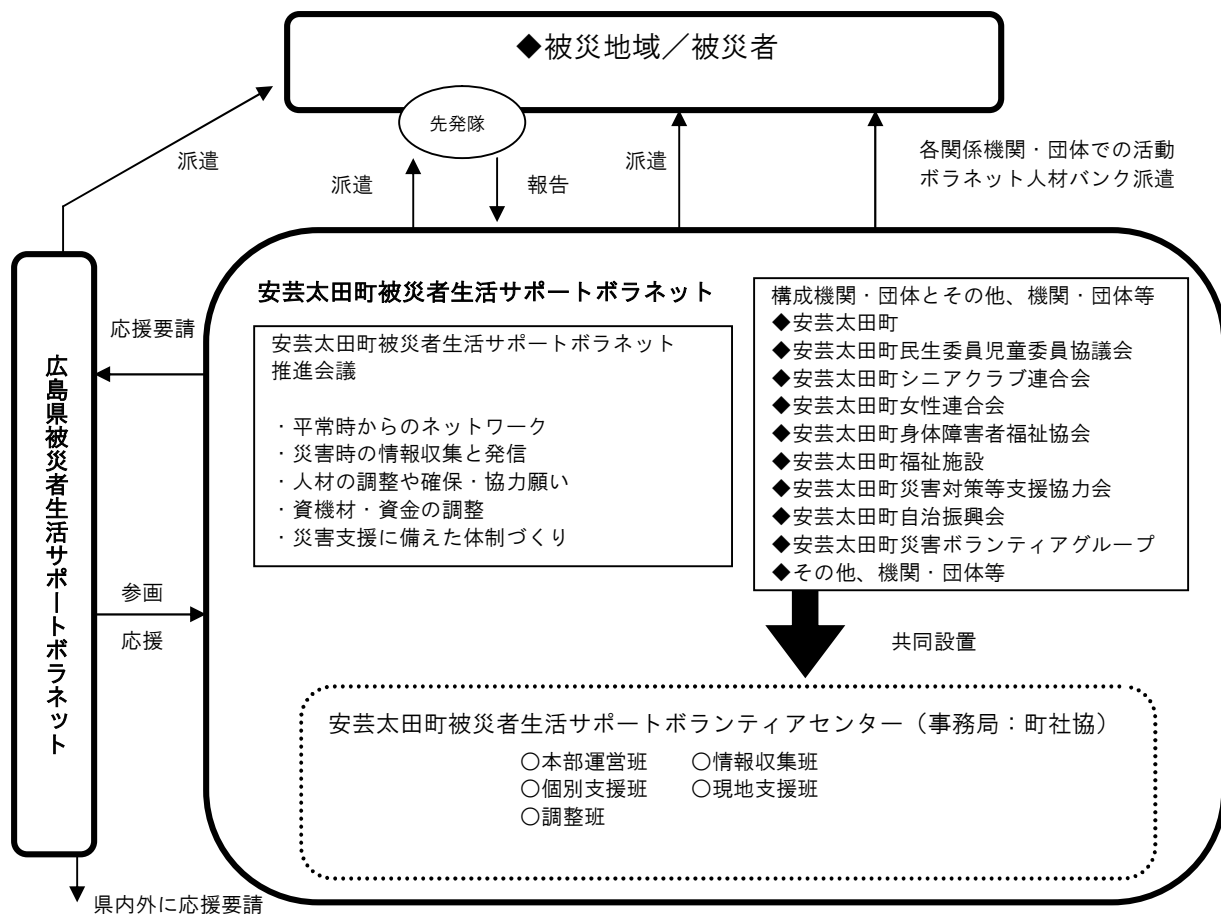 ◆被災地域／被災者
先発隊
派遣
派遣
報告
派遣
各関係機関・団体での活動
ボラネット人材バンク派遣
広島県被災者生活サポートボラネット
応援要請
参画
応援
県内外に応援要請
安芸太田町被災者生活サポートボラネット
安芸太田町被災者生活サポートボラネット
推進会議
・平常時からのネットワーク
・災害時の情報収集と発信
・人材の調整や確保・協力願い
・資機材・資金の調整
・災害支援に備えた体制づくり
構成機関・団体とその他、機関・団体等
◆安芸太田町
◆安芸太田町民生委員児童委員協議会
◆安芸太田町シニアクラブ連合会
◆安芸太田町女性連合会
◆安芸太田町身体障害者福祉協会
◆安芸太田町福祉施設
◆安芸太田町災害対策等支援協力会
◆安芸太田町自治振興会
◆安芸太田町災害ボランティアグループ
◆その他、機関・団体等
共同設置
安芸太田町被災者生活サポートボランティアセンター（事務局：町社協）
○本部運営班　○情報収集班
○個別支援班　○現地支援班
○調整班